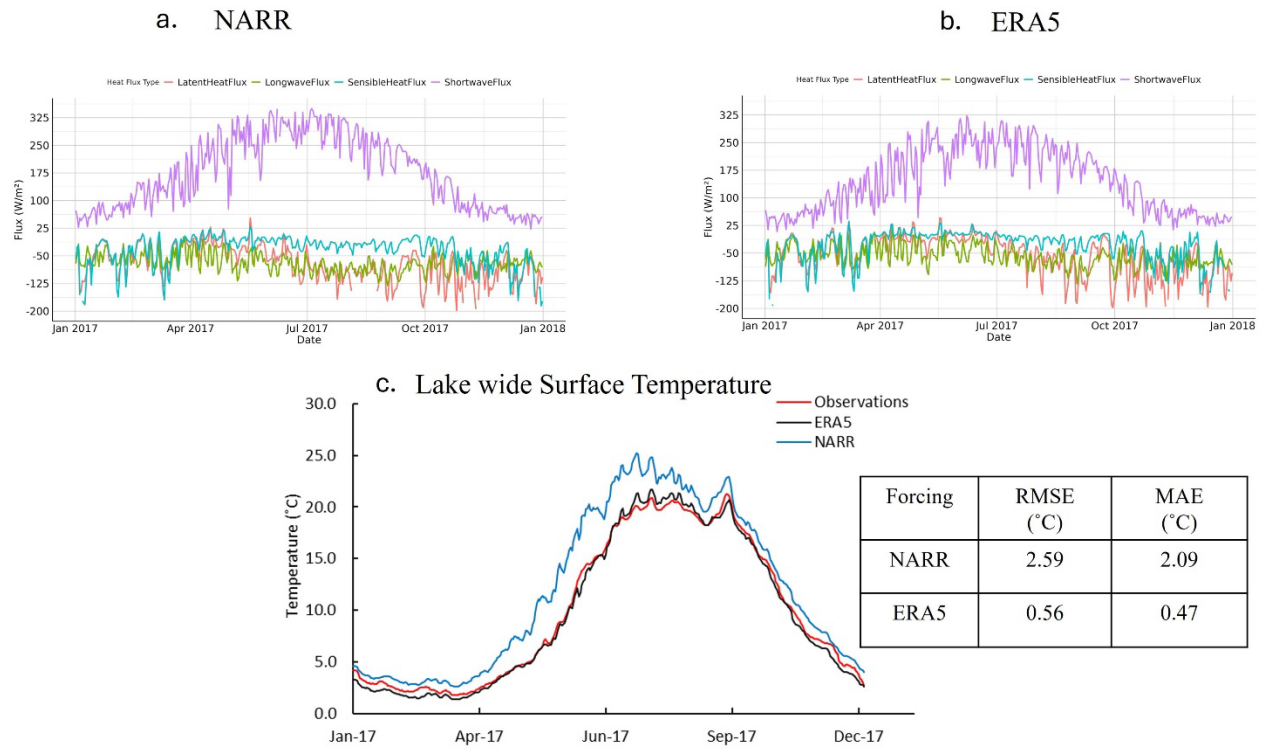 a. NARR
Heat Flux Type LatentHeatFlux LongwaveFlux SensibleHeatFlux ShortwaveFlux
Flux (W/m²)
325
250
175
100
25
-50
-125
-200
Jan 2017 Apr 2017 Jul 2017 Oct 2017 Jan 2018
Date
b. ERA5
Heat Flux Type LatentHeatFlux LongwaveFlux SensibleHeatFlux ShortwaveFlux
Flux (W/m²)
325
250
175
100
25
-50
-125
-200
Jan 2017 Apr 2017 Jul 2017 Oct 2017 Jan 2018
Date
c. Lake wide Surface Temperature
Observations
ERA5
NARR
Temperature (°C)
30.0
25.0
20.0
15.0
10.0
5.0
0.0
Jan-17 Apr-17 Jun-17 Sep-17 Dec-17
Forcing RMSE (°C) MAE (°C)
NARR 2.59 2.09
ERA5 0.56 0.47